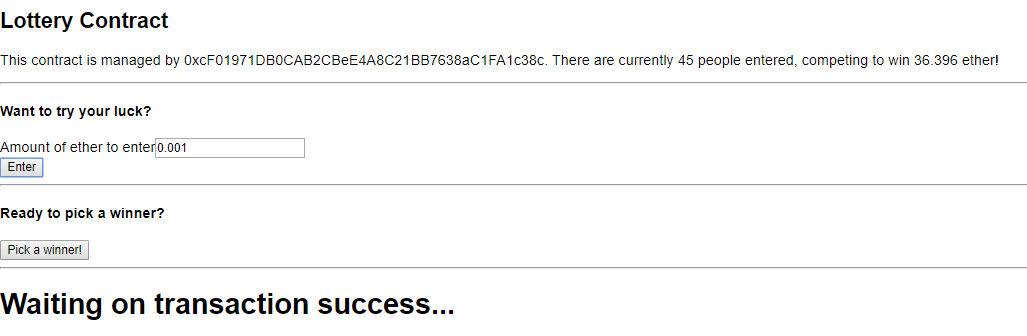 Lottery Contract
This contract is managed by 0xcF01971DB0CAB2CBeE4A8C21BB7638aC1FA1c38c. There are currently 45 people entered, competing to win 36.396 ether!
Want to try your luck?
Amount of ether to enter 0.001
Enter
Ready to pick a winner?
Pick a winner!
Waiting on transaction success...